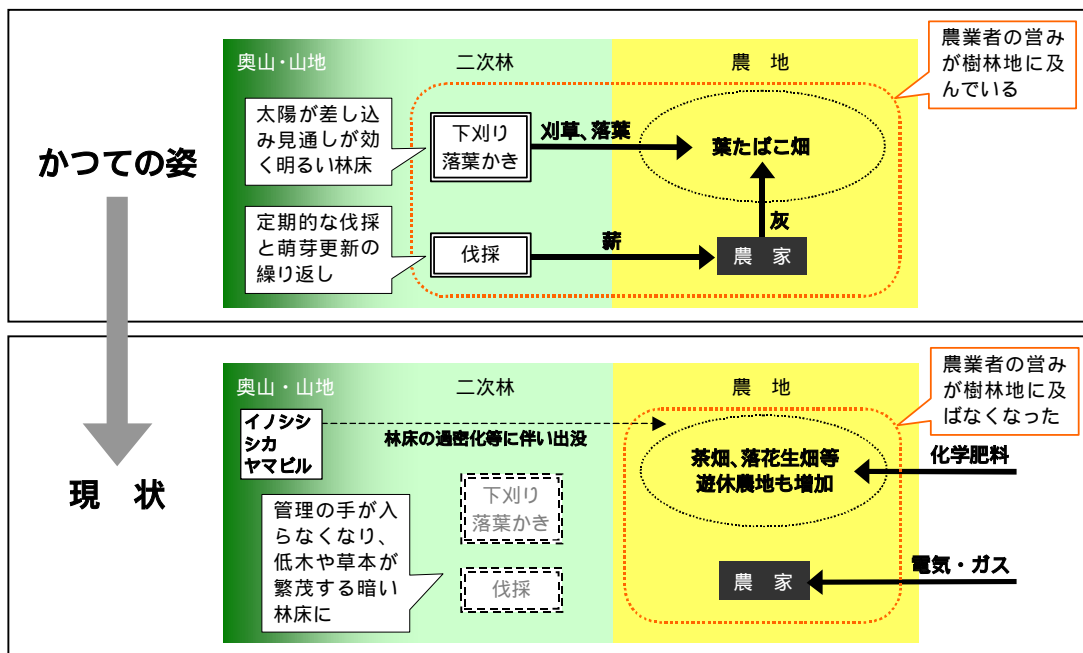 奥山・山地
二次林
農 地
農業者の営み
が樹林地に及
んでいる
太陽が差し込
み見通しが効
く明るい林床
下刈り
落葉かき
刈草、落葉
葉たばこ畑
かつての姿
定期的な伐採
と萌芽更新の
繰り返し
伐採
薪
灰
農 家
奥山・山地
二次林
農 地
農業者の営み
が樹林地に及
ばなくなった
イノシシ
シカ
ヤマビル
林床の過密化等に伴い出没
茶畑、落花生畑等
遊休農地も増加
化学肥料
現 状
下刈り
落葉かき
管理の手が入
らなくなり、
低木や草本が
繁茂する暗い
林床に
伐採
農 家
電気・ガス